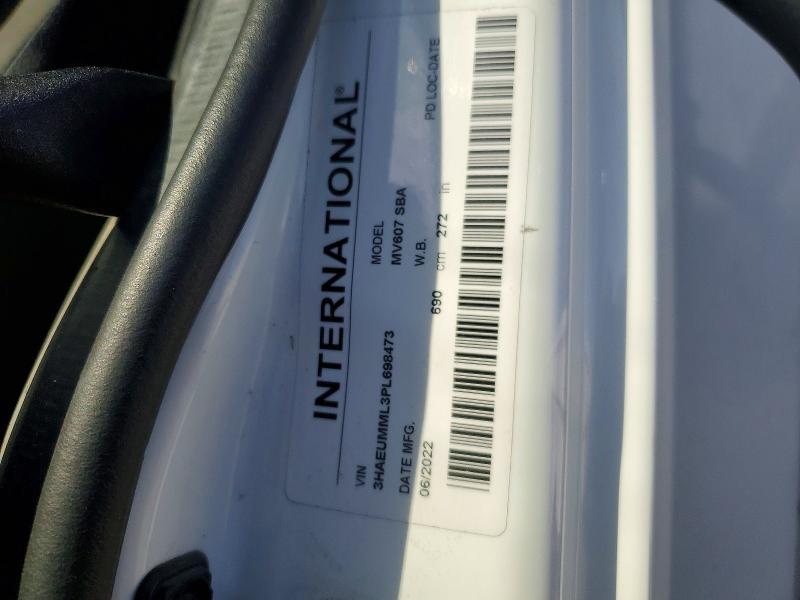 INTERNATIONAL®
VIN MODEL
3HAEUMML3PL698473 MV607 SBA
DATE MFG. W.B. PD LOC-DATE
06/2022 690 cm 272 in